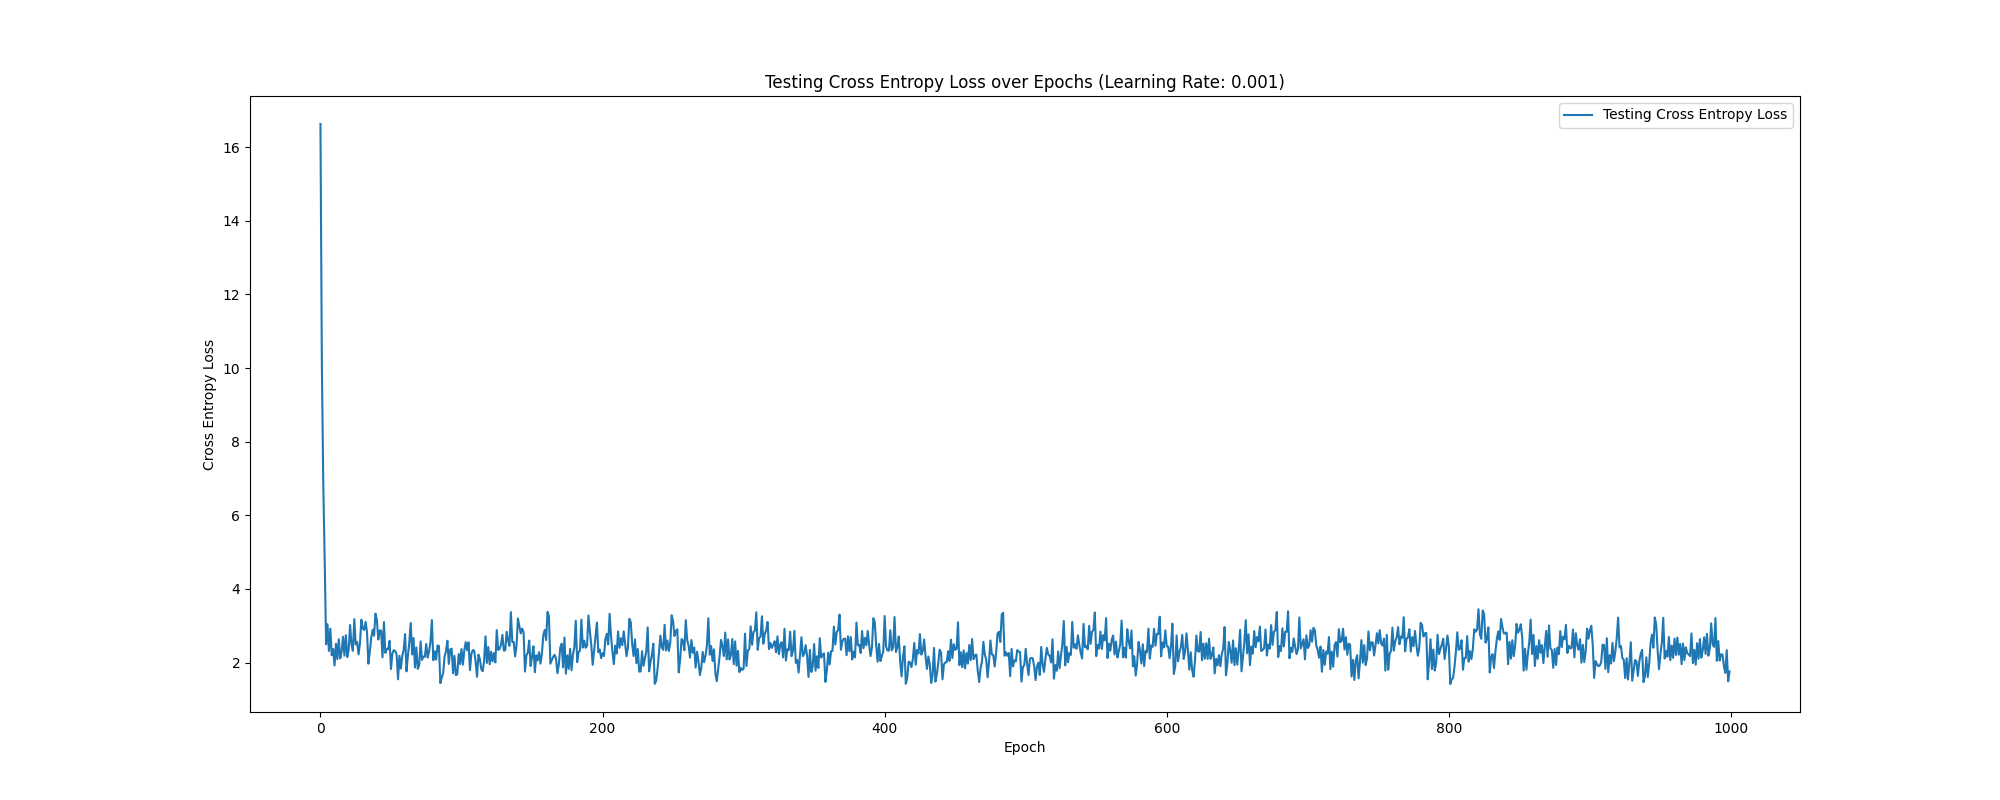 Testing Cross Entropy Loss over Epochs (Learning Rate: 0.001)
Testing Cross Entropy Loss
Cross Entropy Loss
16
14
12
10
8
6
4
2
0 200 400 600 800 1000
Epoch